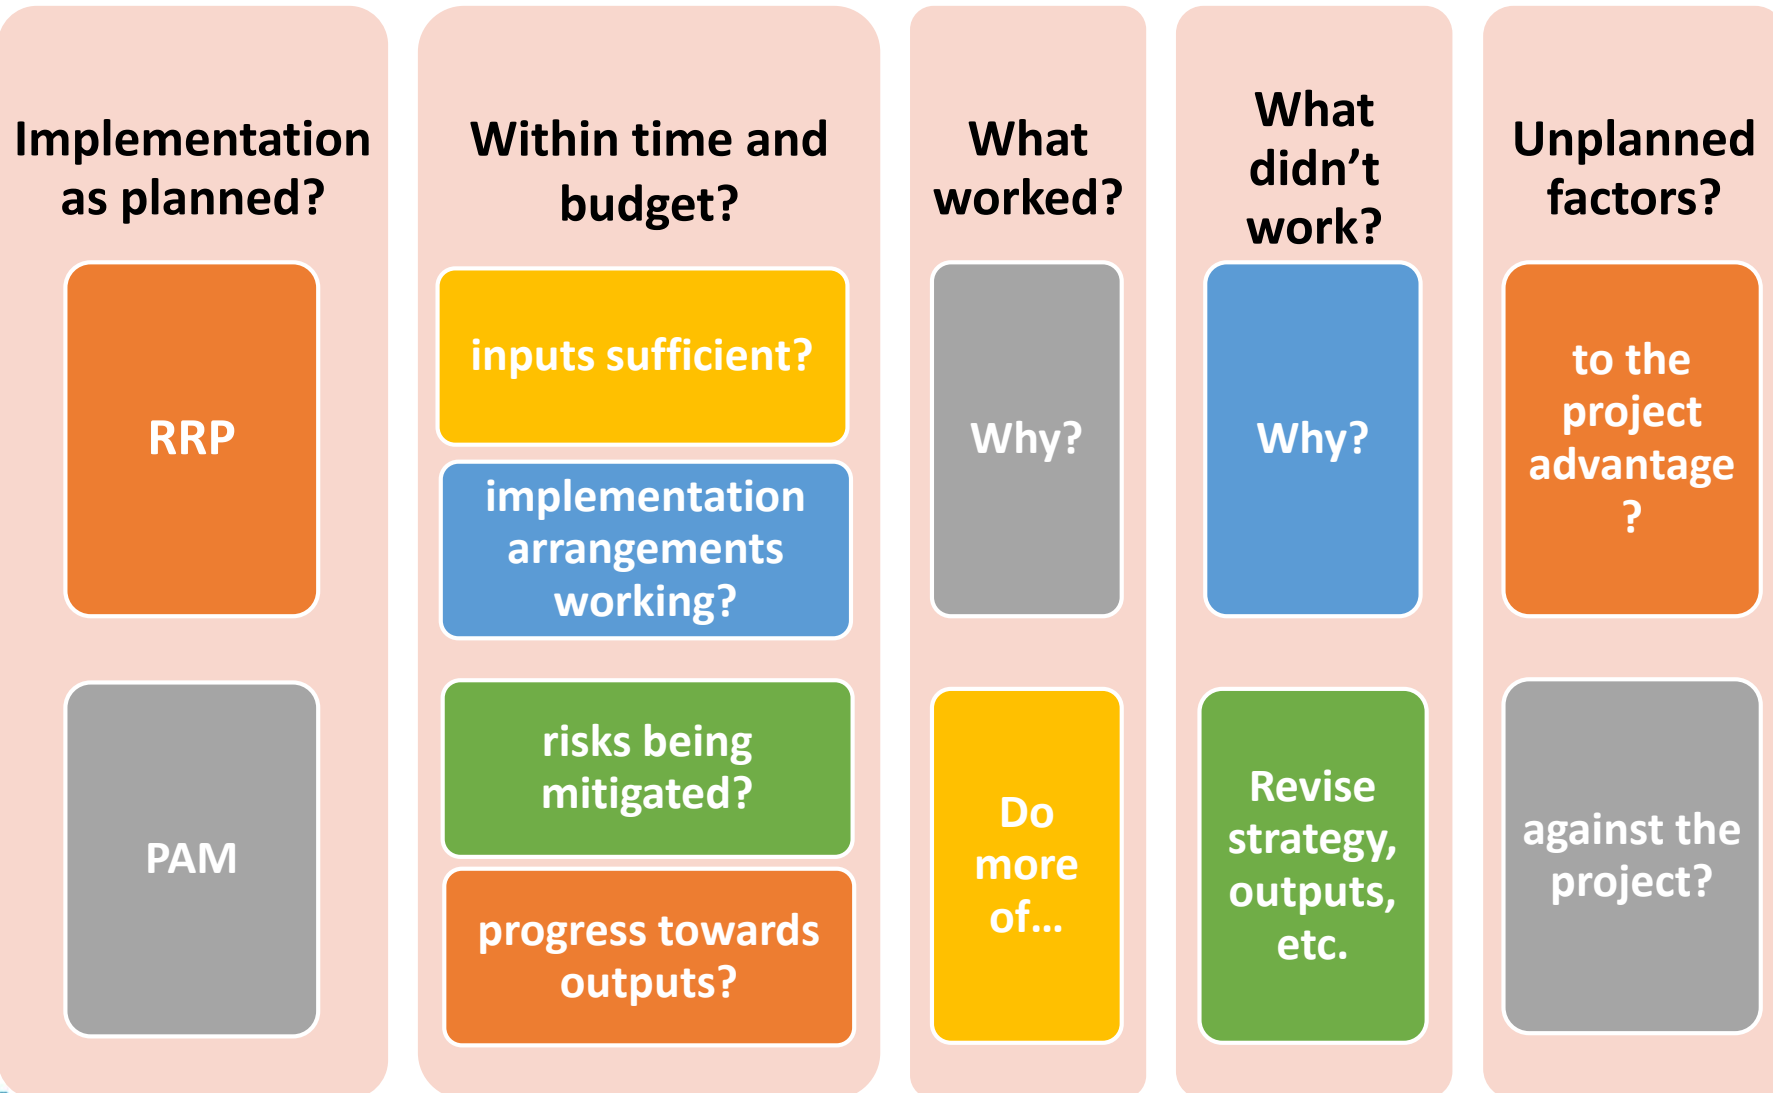 Implementation
as planned?
RRP
PAM
Within time and
budget?
inputs sufficient?
implementation
arrangements
working?
risks being
mitigated?
progress towards
outputs?
What
worked?
Why?
Do
more
of...
What
didn’t
work?
Why?
Revise
strategy,
outputs,
etc.
Unplanned
factors?
to the
project
advantage
?
against the
project?